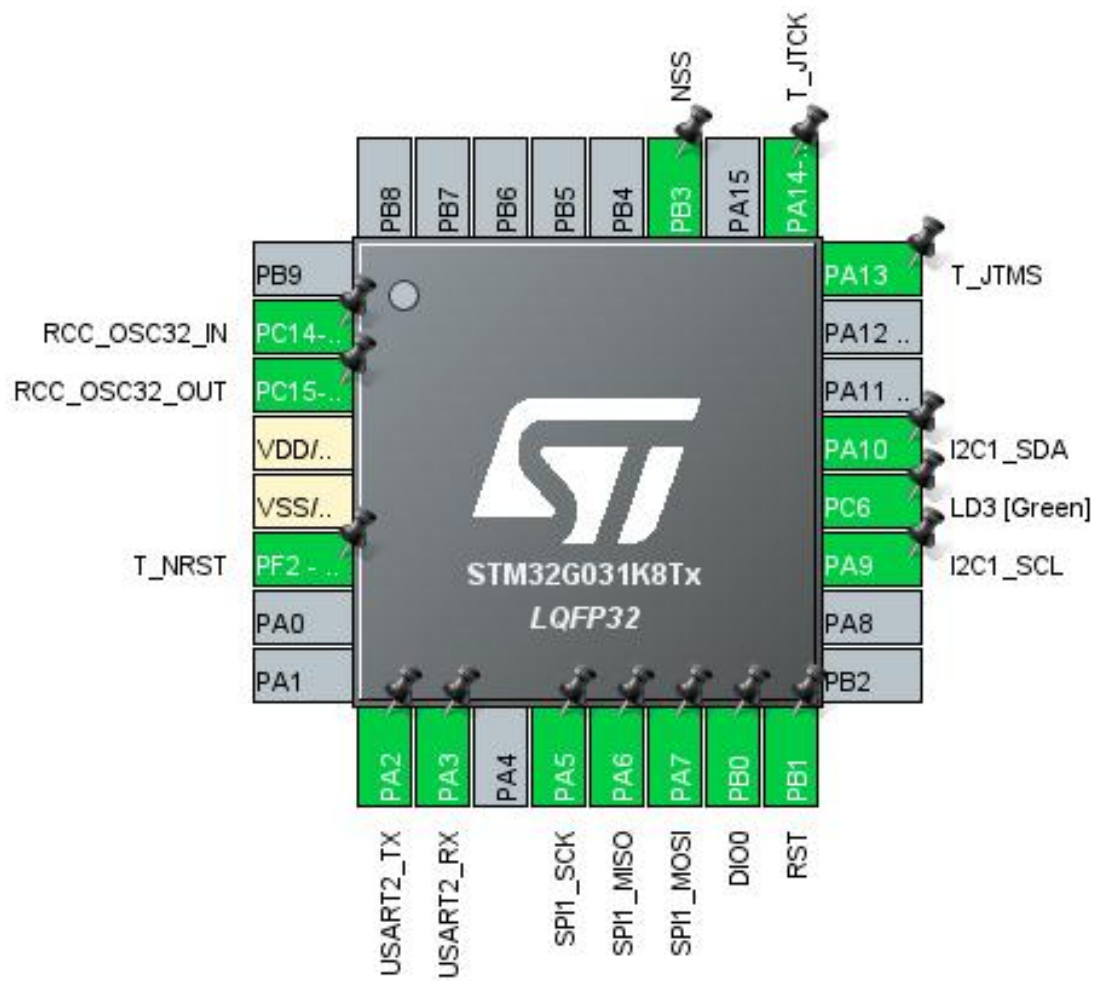 NSS
T_JTCK
PB8
PB7
PB6
PB5
PB4
PB3
PA15
PA14-..
PB9
PA13
T_JTMS
RCC_OSC32_IN
PC14-..
PA12 ..
RCC_OSC32_OUT
PC15-..
PA11 ..
VDD/..
PA10
I2C1_SDA
ST
VSS/..
PC6
LD3 [Green]
T_NRST
PF2 - ..
STM32G031K8Tx
PA9
I2C1_SCL
PA0
LQFP32
PA8
PA1
PB2
PA2
PA3
PA4
PA5
PA6
PA7
PB0
PB1
USART2_TX
USART2_RX
SPI1_SCK
SPI1_MISO
SPI1_MOSI
DIO0
RST